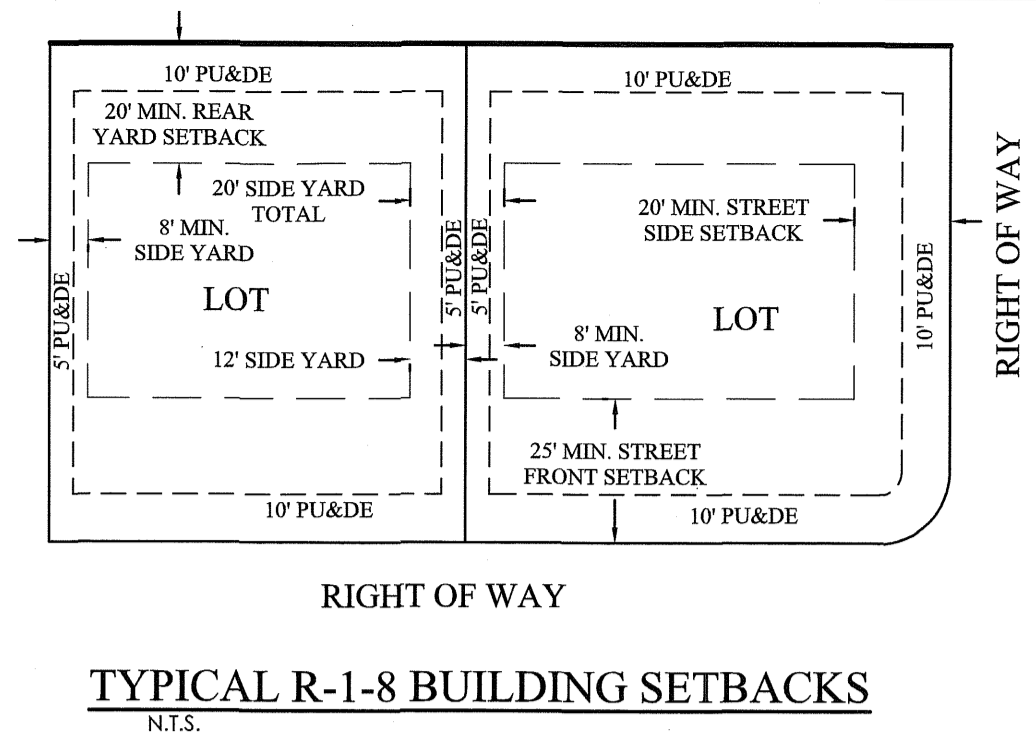 10' PU&DE
20' MIN. REAR
YARD SETBACK
20' SIDE YARD
TOTAL
8' MIN.
SIDE YARD
5' PU&DE
LOT
12' SIDE YARD
10' PU&DE
5' PU&DE
5' PU&DE
10' PU&DE
20' MIN. STREET
SIDE SETBACK
LOT
8' MIN.
SIDE YARD
25' MIN. STREET
FRONT SETBACK
10' PU&DE
10' PU&DE
RIGHT OF WAY
RIGHT OF WAY
TYPICAL R-1-8 BUILDING SETBACKS
N.T.S.